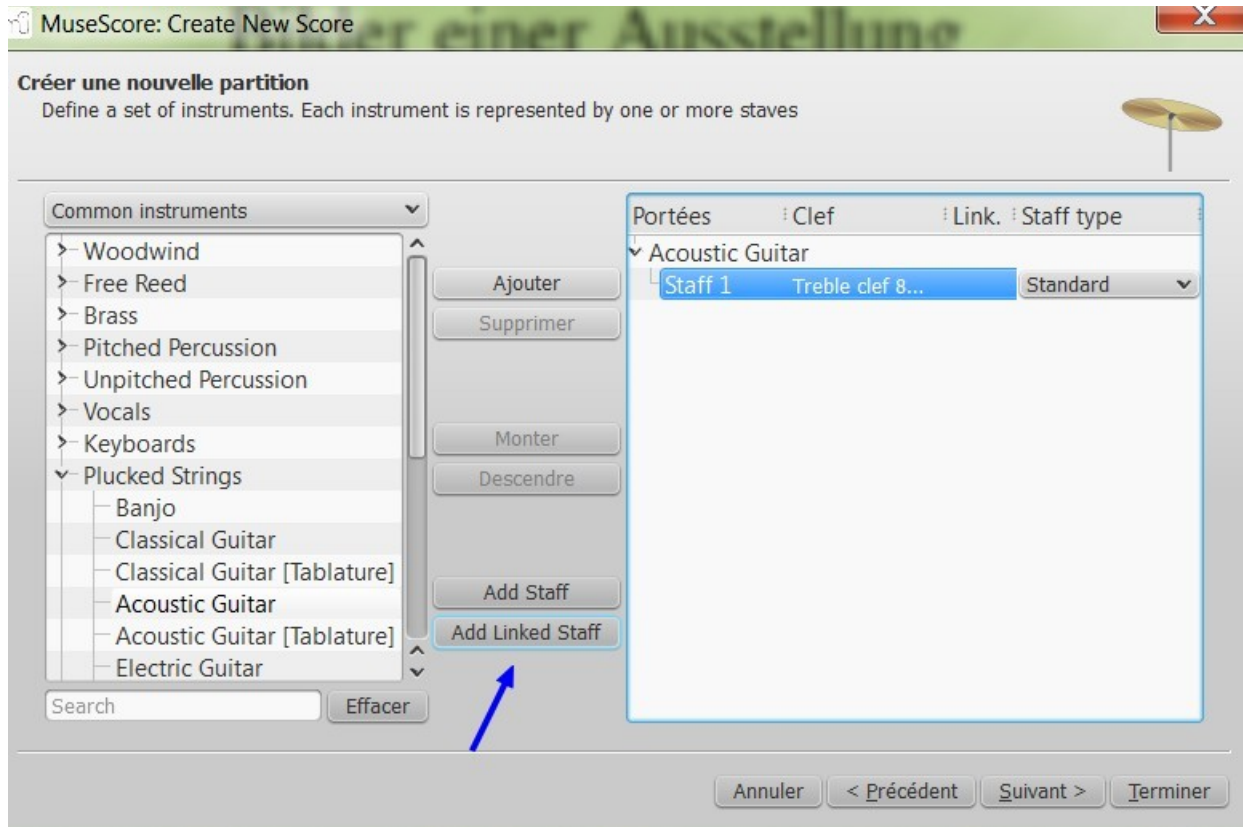 MuseScore: Create New Score
Bilder einer Ausstellung
Créer une nouvelle partition
Define a set of instruments. Each instrument is represented by one or more staves
Common instruments
Woodwind
Free Reed
Brass
Pitched Percussion
Unpitched Percussion
Vocals
Keyboards
Plucked Strings
Banjo
Classical Guitar
Classical Guitar [Tablature]
Acoustic Guitar
Acoustic Guitar [Tablature]
Electric Guitar
Search
Effacer
Ajouter
Supprimer
Monter
Descendre
Add Staff
Add Linked Staff
Portées Clef Link. Staff type
Acoustic Guitar
Staff 1 Treble clef 8... Standard
Annuler < Précédent Suivant > Terminer